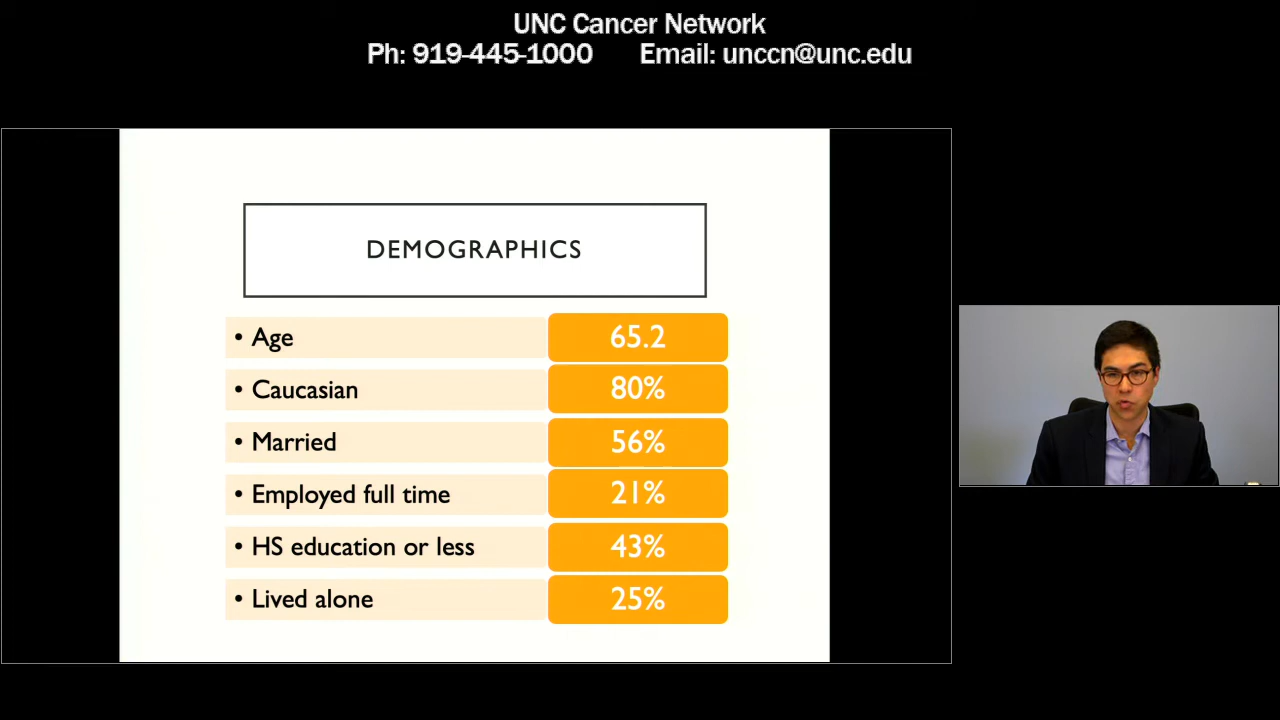 UNC Cancer Network
Ph: 919-445-1000 Email: unccn@unc.edu
DEMOGRAPHICS
• Age 65.2
• Caucasian 80%
• Married 56%
• Employed full time 21%
• HS education or less 43%
• Lived alone 25%